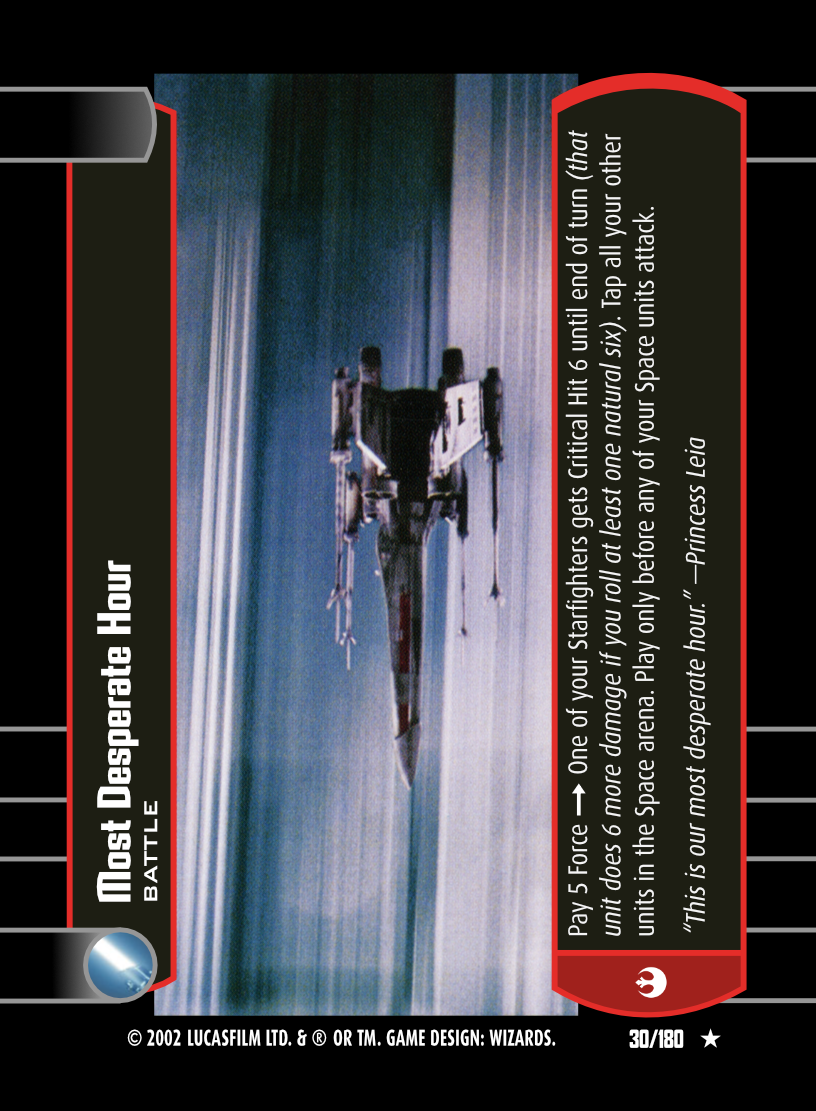 Most Desperate Hour
BATTLE
Pay 5 Force → One of your Starfighters gets Critical Hit 6 until end of turn (that
unit does 6 more damage if you roll at least one natural six). Tap all your other
units in the Space arena. Play only before any of your Space units attack.
“This is our most desperate hour.” —Princess Leia
© 2002 LUCASFILM LTD. & ® OR TM. GAME DESIGN: WIZARDS.
30/180 ★